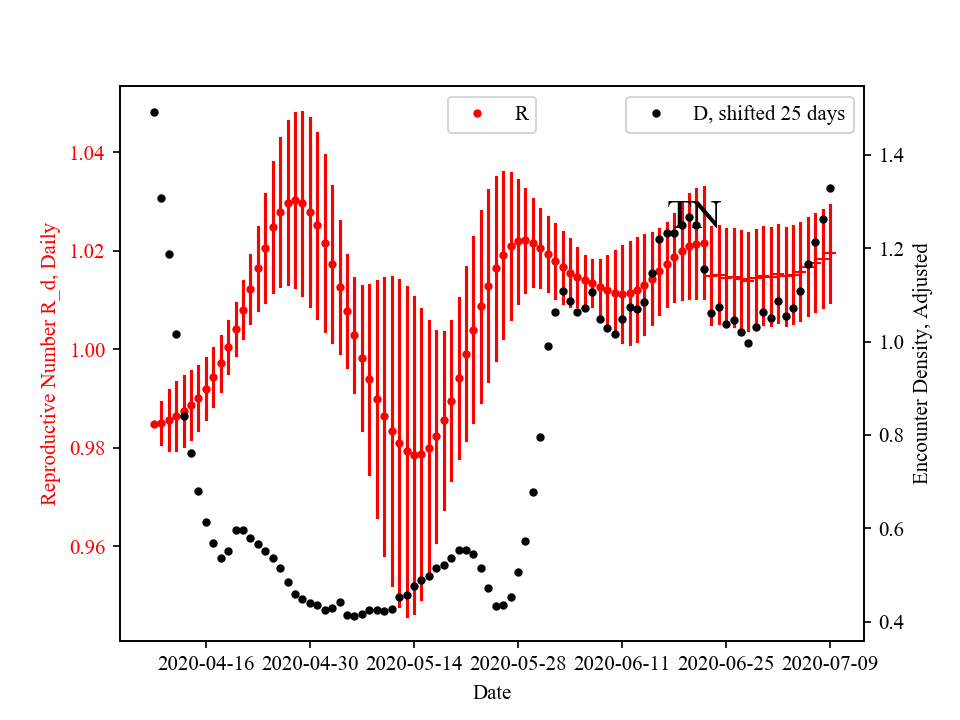 R
D, shifted 25 days
TN
1.04
1.02
1.00
0.98
0.96
Reproductive Number R_d, Daily
1.4
1.2
1.0
0.8
0.6
0.4
Encounter Density, Adjusted
2020-04-16 2020-04-30 2020-05-14 2020-05-28 2020-06-11 2020-06-25 2020-07-09
Date